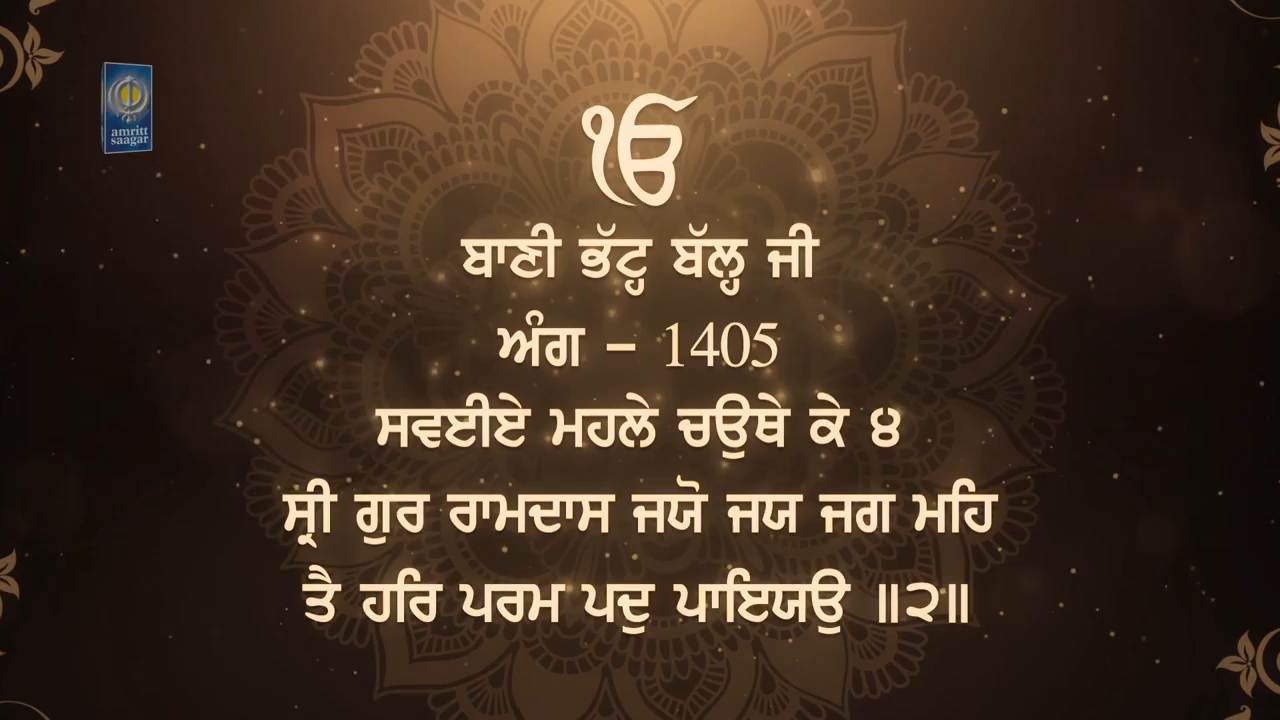 amritt
saagar
ੴ
ਬਾਣੀ ਭੱਟ੍ਹ ਬੱਲ੍ਹ ਜੀ
ਅੰਗ – 1405
ਸਵਈਏ ਮਹਲੇ ਚਉਥੇ ਕੇ ੪
ਸ੍ਰੀ ਗੁਰ ਰਾਮਦਾਸ ਜਯੋ ਜਯ ਜਗ ਮਹਿ
ਤੈ ਹਰਿ ਪਰਮ ਪਦੁ ਪਾਇਯਉ ॥੨॥